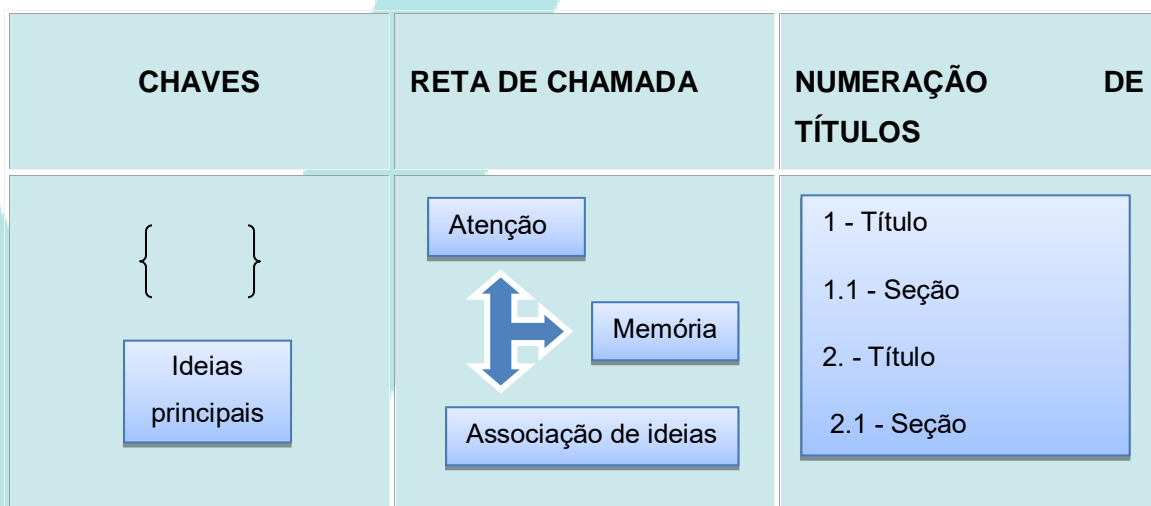 CHAVES
RETA DE CHAMADA
NUMERAÇÃO DE
TÍTULOS
{ }
Ideias
principais
Atenção
Memória
Associação de ideias
1 - Título
1.1 - Seção
2. - Título
2.1 - Seção